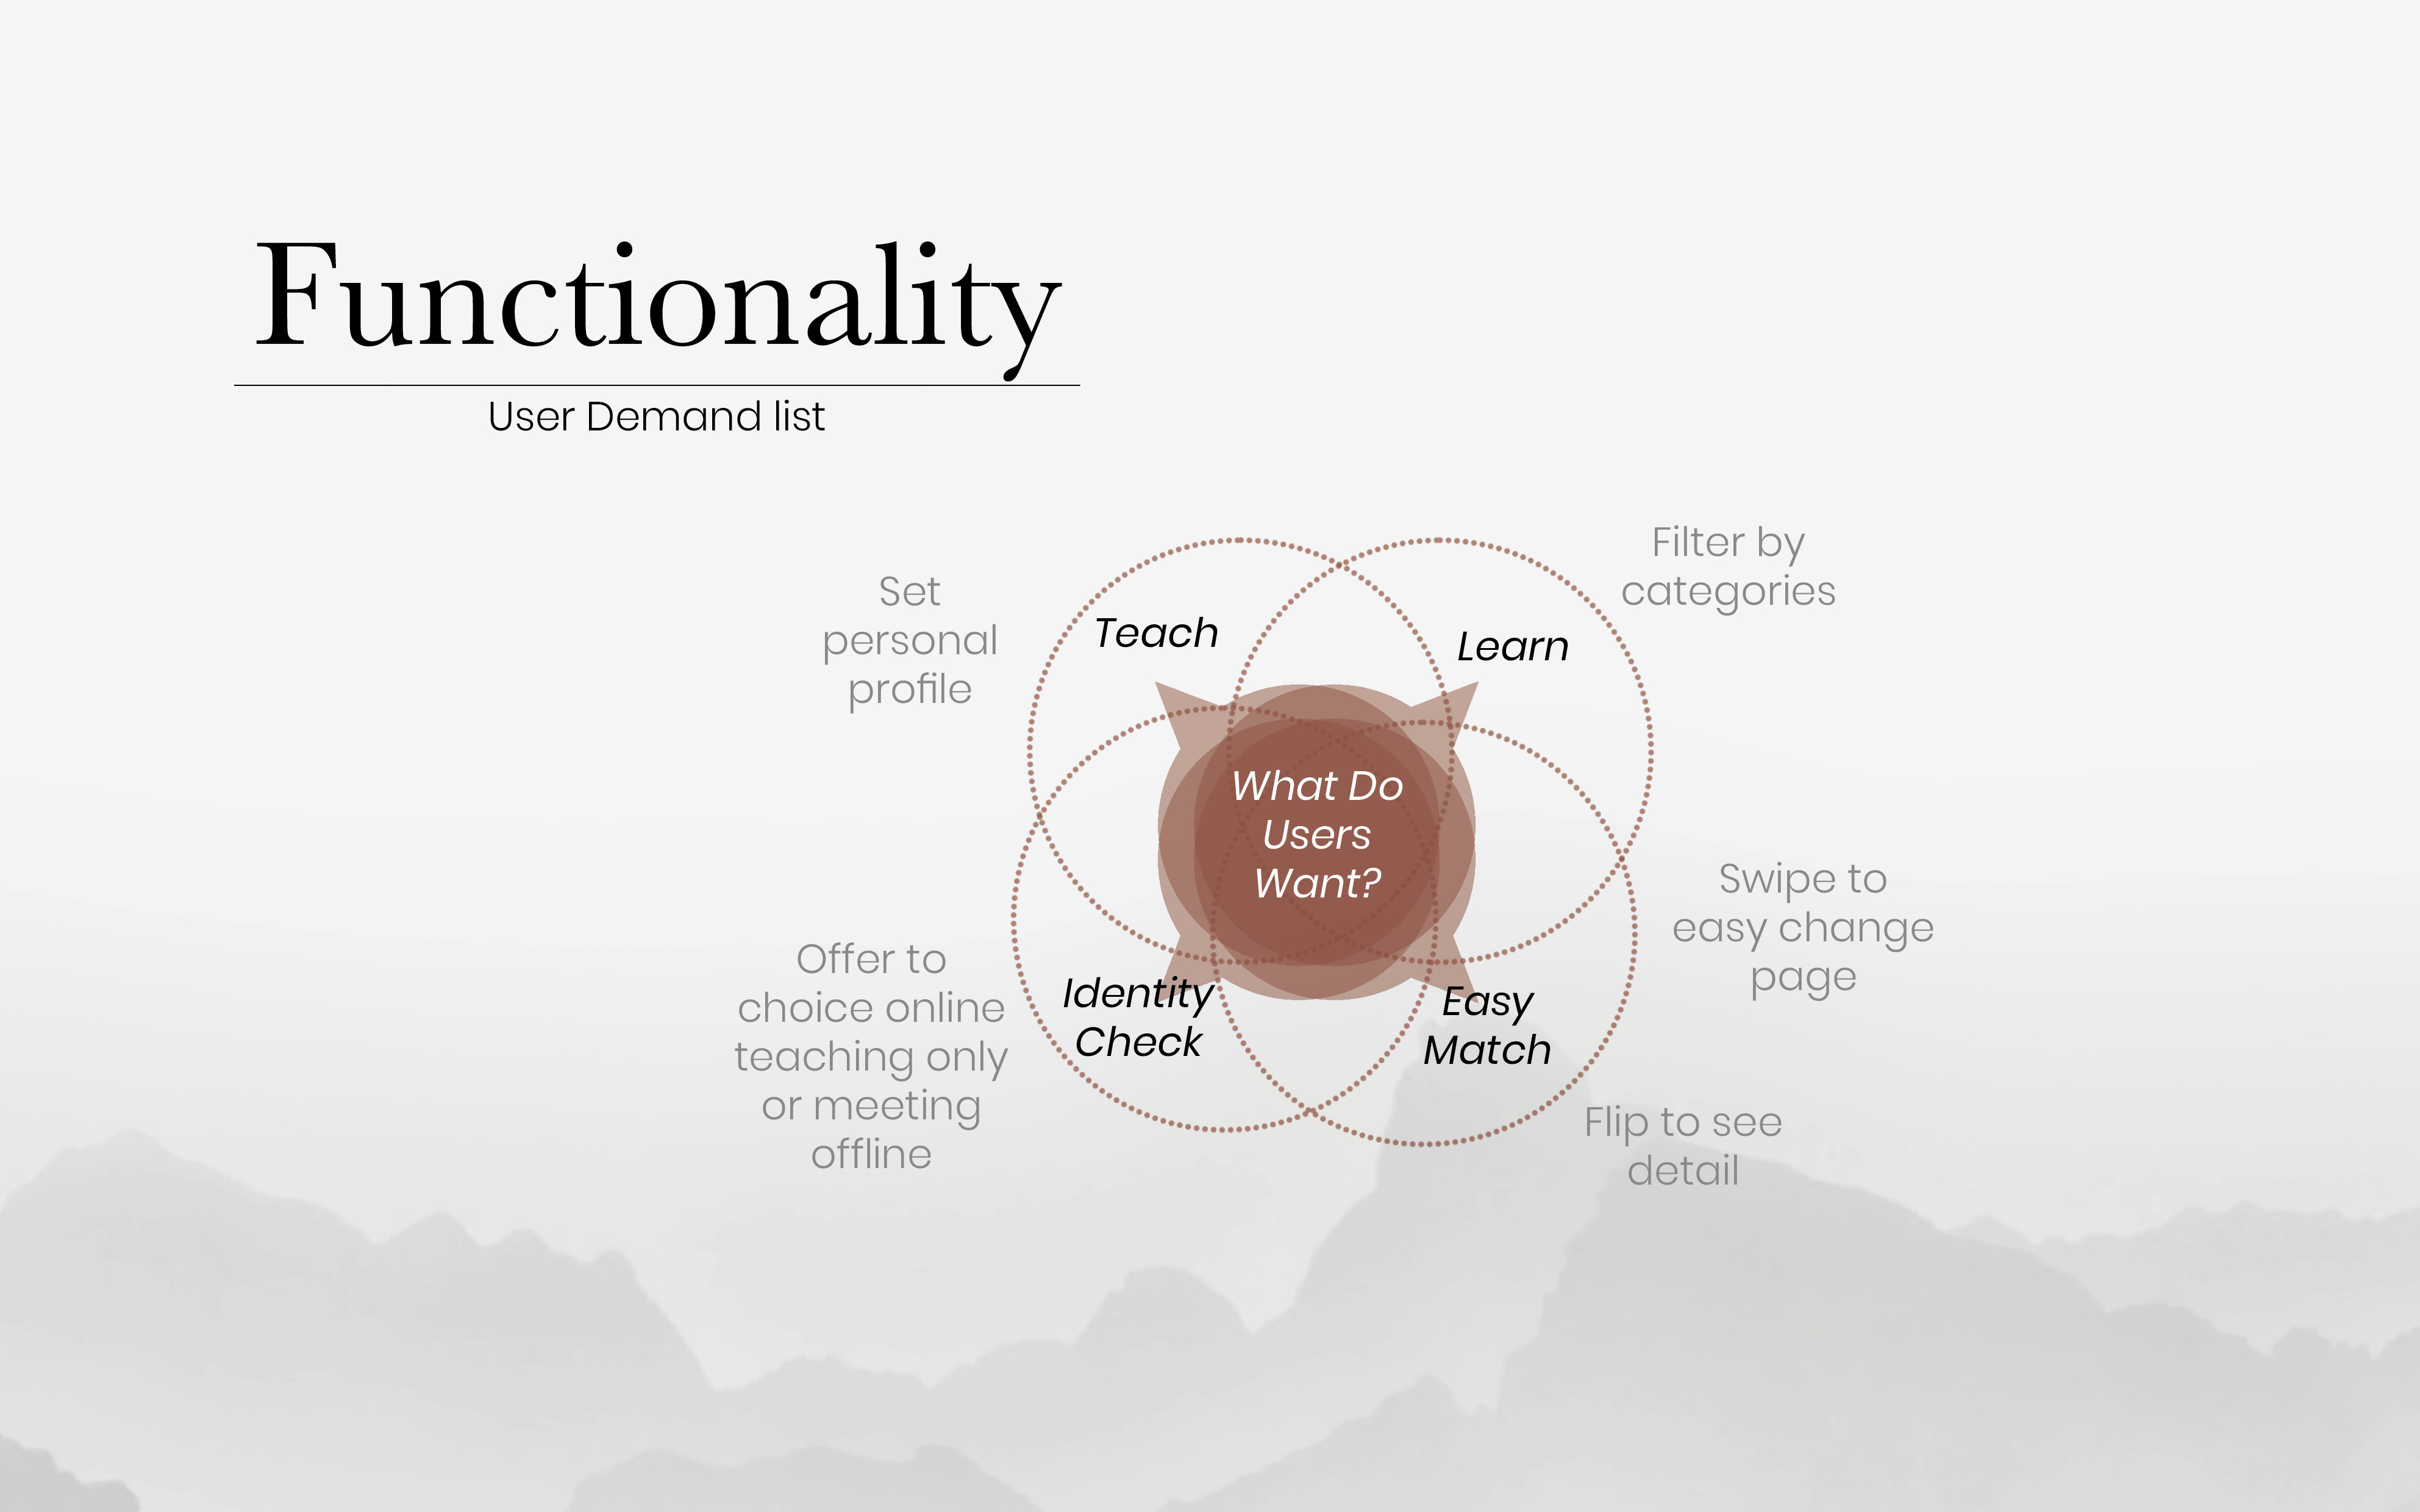 Functionality
User Demand list
Set
personal
profile
Teach
Learn
Filter by
categories
What Do
Users
Want?
Offer to
choice online
teaching only
or meeting
offline
Identity
Check
Easy
Match
Swipe to
easy change
page
Flip to see
detail